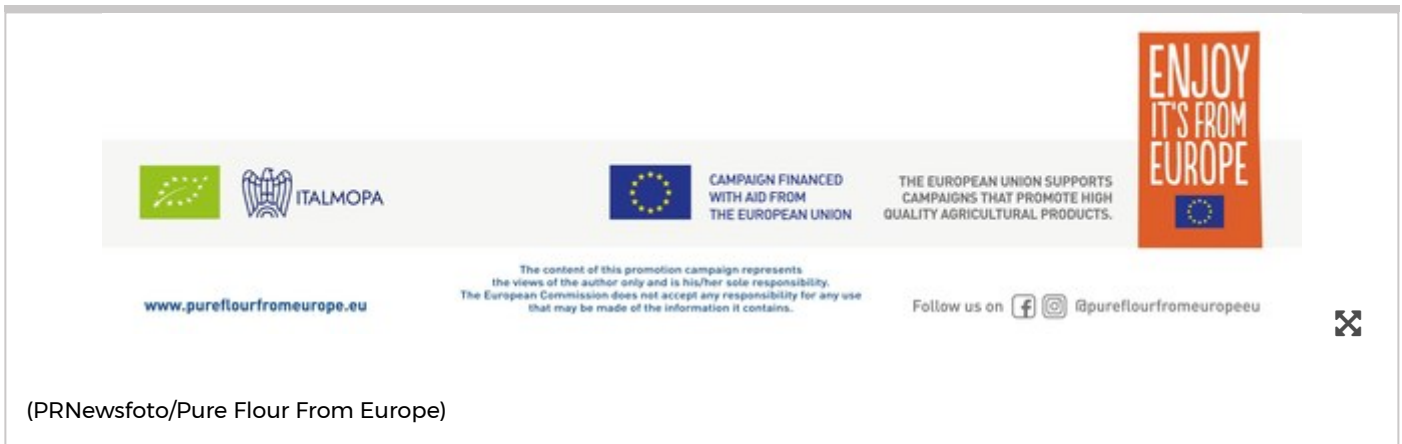 ENJOY
IT'S FROM
EUROPE
ITALMOPA
CAMPAIGN FINANCED
WITH AID FROM
THE EUROPEAN UNION
THE EUROPEAN UNION SUPPORTS
CAMPAIGNS THAT PROMOTE HIGH
QUALITY AGRICULTURAL PRODUCTS.
www.pureflourfromeurope.eu
The content of this promotion campaign represents
the views of the author only and is his/her sole responsibility.
The European Commission does not accept any responsibility for any use
that may be made of the information it contains.
Follow us on @pureflourfromeuropeeu
(PRNewsfoto/Pure Flour From Europe)